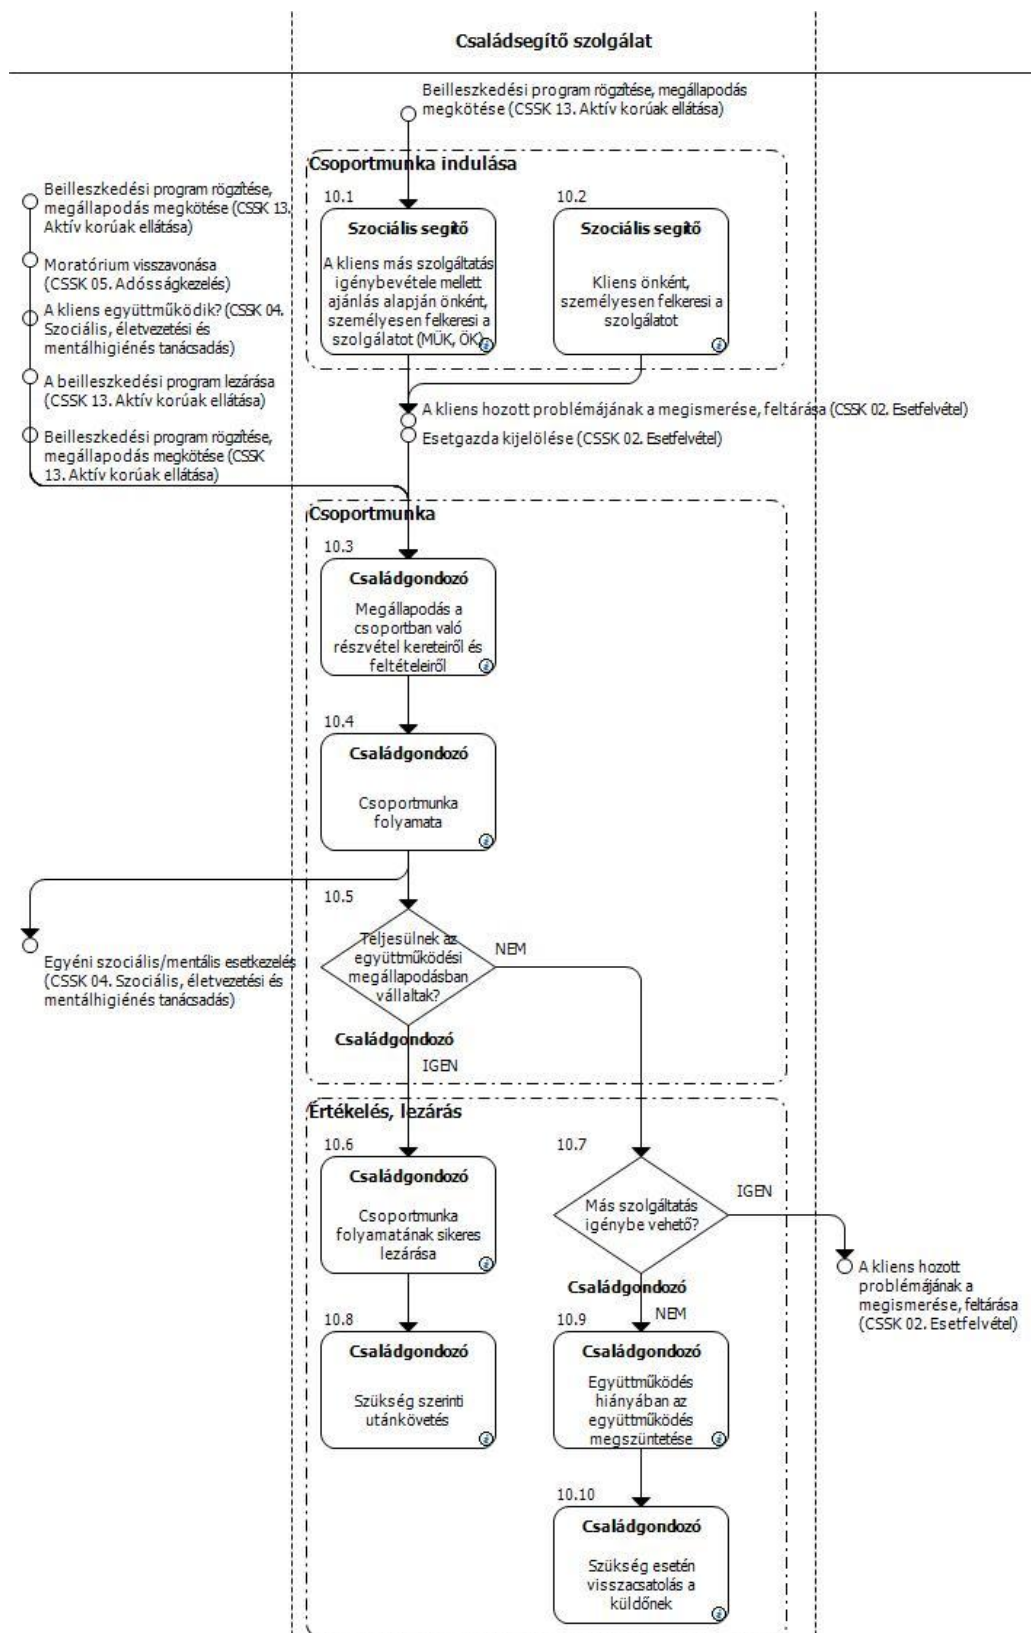 Családsegítő szolgálat
Beilleszkedési program rögzítése, megállapodás
megkötése (CSSK 13. Aktív korúak ellátása)
Csoportmunka indulása
10.1
Szociális segítő
A kliens más szolgáltatás
igénybevétele mellett
ajánlás alapján önként,
személyesen felkeresi a
szolgálatot (MÜK, ÖK)
10.2
Szociális segítő
Kliens önként,
személyesen felkeresi a
szolgálatot
Beilleszkedési program rögzítése,
megállapodás megkötése (CSSK 13.
Aktív korúak ellátása)
Moratórium visszavonása
(CSSK 05. Adósságkezelés)
A kliens együttműködik? (CSSK 04.
Szociális, életvezetési és
mentálhigiénés tanácsadás)
A beilleszkedési program lezárása
(CSSK 13. Aktív korúak ellátása)
Beilleszkedési program rögzítése,
megállapodás megkötése (CSSK
13. Aktív korúak ellátása)
A kliens hozott problémájának a megismerése, feltárása (CSSK 02. Esetfelvétel)
Esetgazda kijelölése (CSSK 02. Esetfelvétel)
Csoportmunka
10.3
Családgondozó
Megállapodás a
csoportban való
részvétel kereteiről és
feltételeiről
10.4
Családgondozó
Csoportmunka
folyamata
Egyéni szociális/mentális esetkezelés
(CSSK 04. Szociális, életvezetési és
mentálhigiénés tanácsadás)
10.5
Teljesülnek az
együttműködési
megállapodásban
vállaltak?
Családgondozó
NEM
IGEN
Értékelés, lezárás
10.6
Családgondozó
Csoportmunka
folyamatának sikeres
lezárása
10.7
Más szolgáltatás
igénybe vehető?
Családgondozó
IGEN
NEM
A kliens hozott
problémájának a
megismerése, feltárása
(CSSK 02. Esetfelvétel)
10.8
Családgondozó
Szükség szerinti
utánkövetés
10.9
Családgondozó
Együttműködés
hiányában az
együttműködés
megszüntetése
10.10
Családgondozó
Szükség esetén
visszacsatolás a
küldőnek